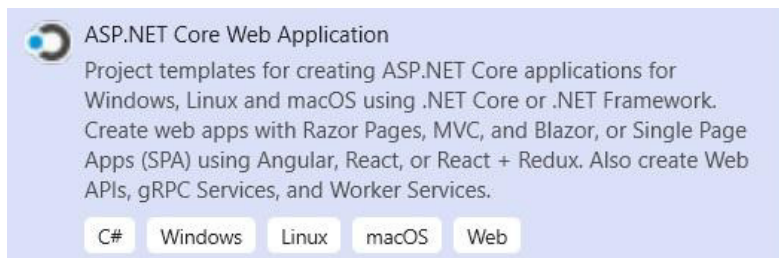 ASP.NET Core Web Application
Project templates for creating ASP.NET Core applications for
Windows, Linux and macOS using .NET Core or .NET Framework.
Create web apps with Razor Pages, MVC, and Blazor, or Single Page
Apps (SPA) using Angular, React, or React + Redux. Also create Web
APIs, gRPC Services, and Worker Services.
C# Windows Linux macOS Web